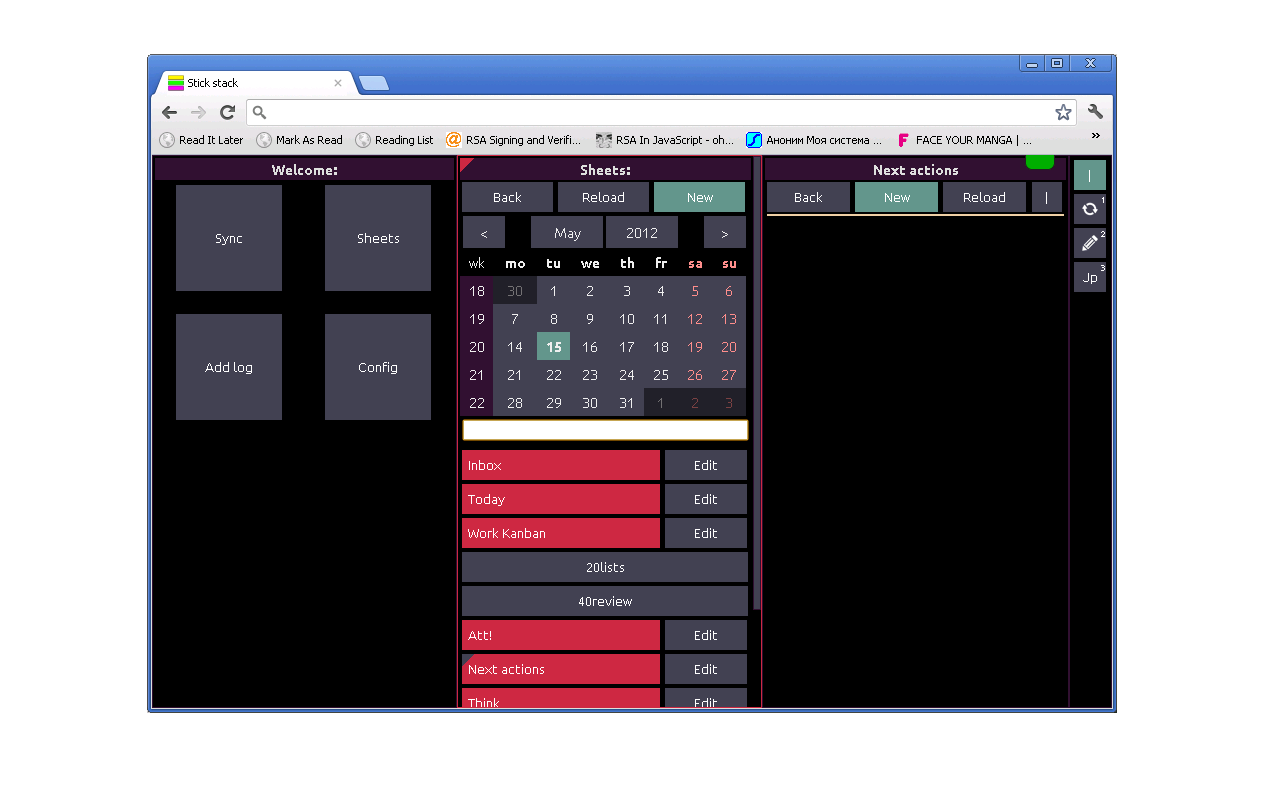 Stick stack
Read It Later Mark As Read Reading List RSA Signing and Verifi... RSA In JavaScript - oh... Аноним Моя система ... FACE YOUR MANGA | ... »
Welcome:
Sync Sheets
Add log Config
Sheets:
Back Reload New
< May 2012 >
wk mo tu we th fr sa su
18 30 1 2 3 4 5 6
19 7 8 9 10 11 12 13
20 14 15 16 17 18 19 20
21 21 22 23 24 25 26 27
22 28 29 30 31 1 2 3
Inbox Edit
Today Edit
Work Kanban Edit
20lists
40review
Att! Edit
Next actions Edit
Think Edit
Next actions
Back New Reload |
|
1
2
Jp 3